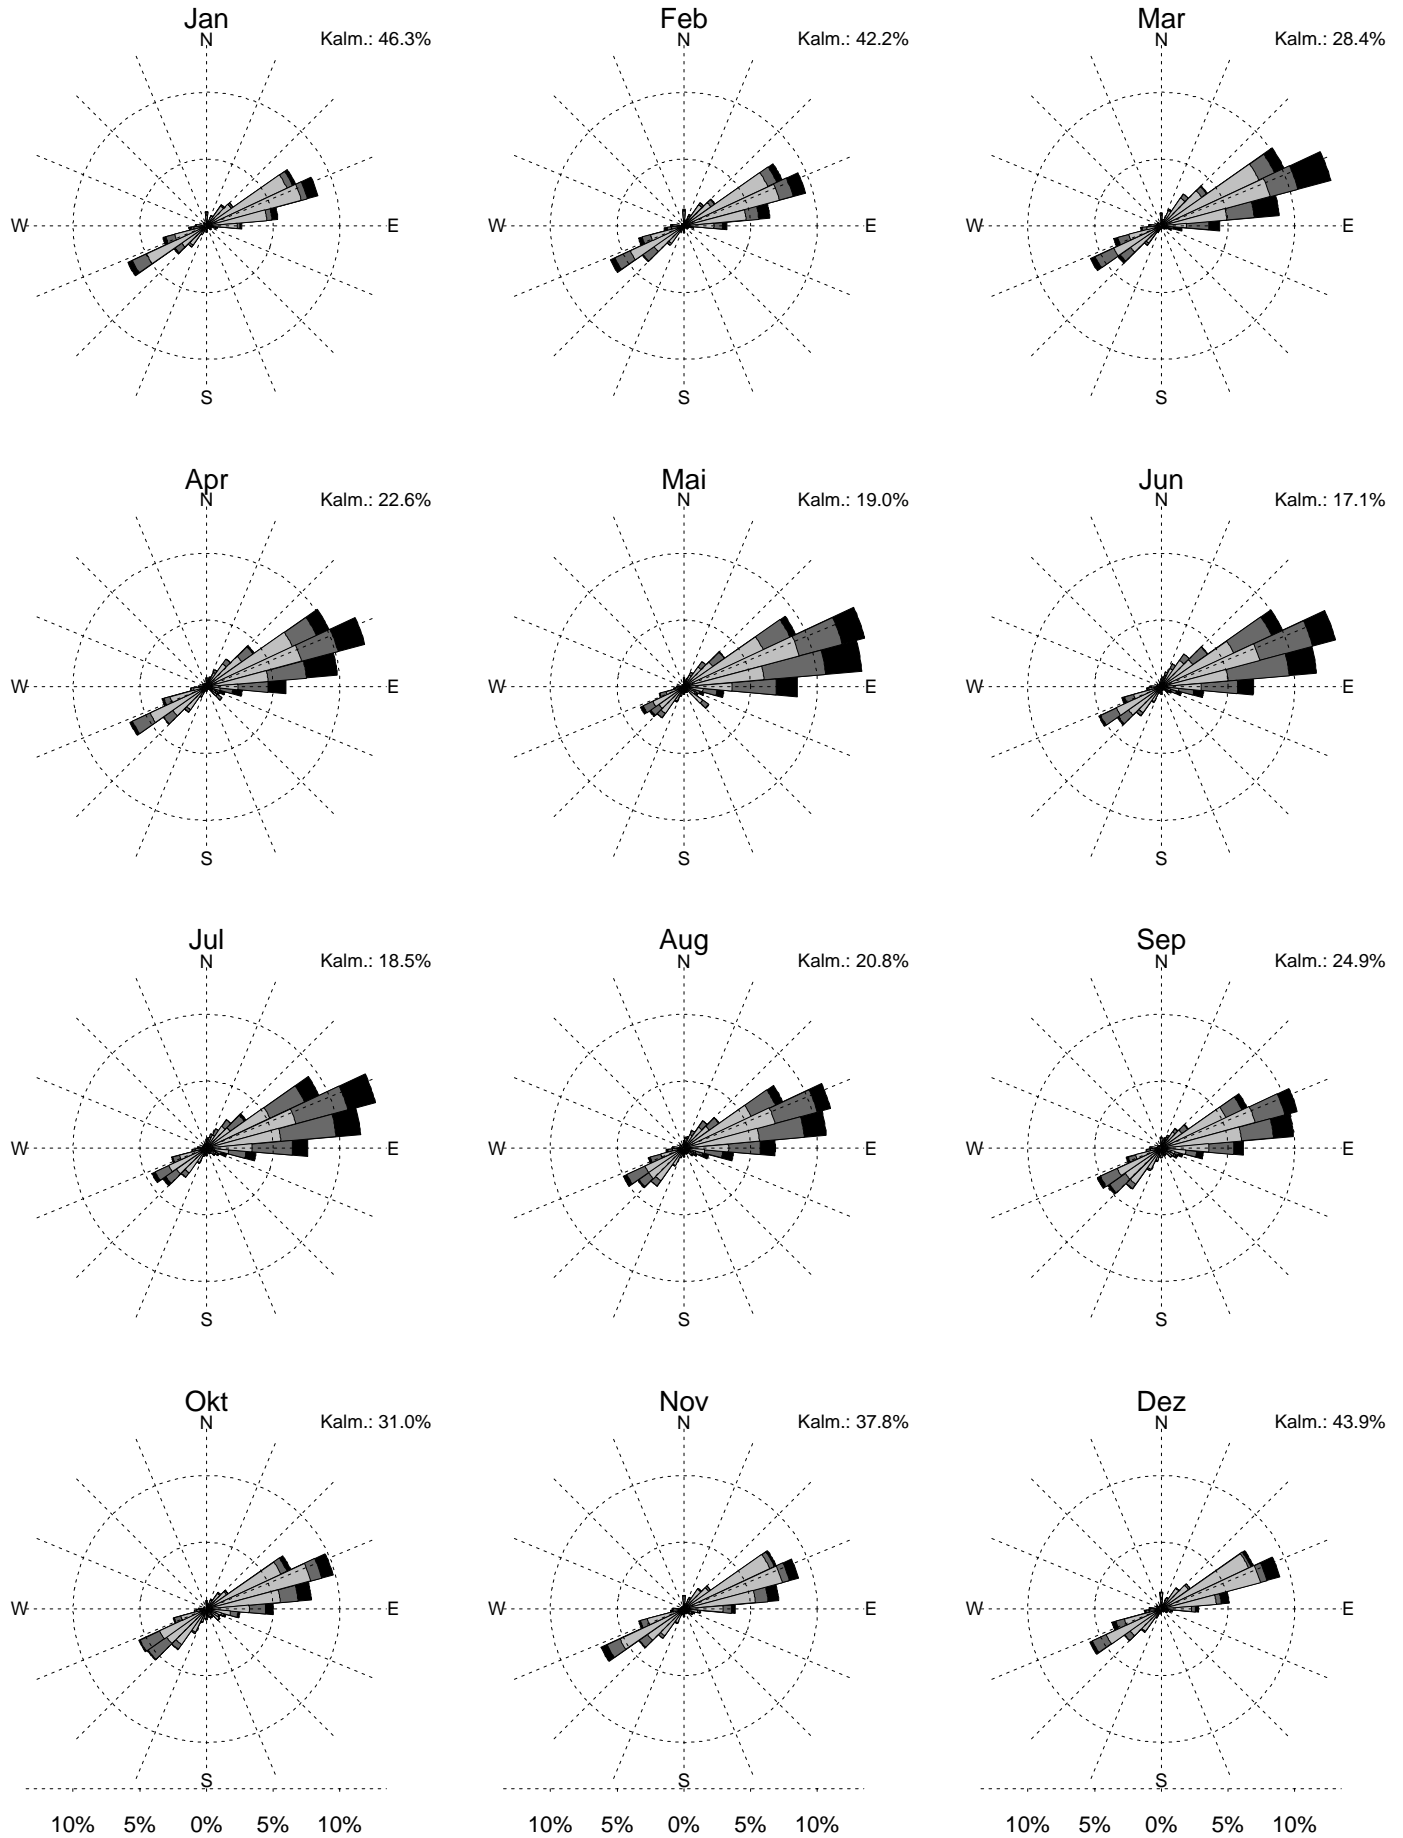 Jan Feb Mar
N Kalm.: 46.3% N Kalm.: 42.2% N Kalm.: 28.4%
W E W E W E
S S S
Apr Mai Jun
N Kalm.: 22.6% N Kalm.: 19.0% N Kalm.: 17.1%
W E W E W E
S S S
Jul Aug Sep
N Kalm.: 18.5% N Kalm.: 20.8% N Kalm.: 24.9%
W E W E W E
S S S
Okt Nov Dez
N Kalm.: 31.0% N Kalm.: 37.8% N Kalm.: 43.9%
W E W E W E
S S S
10% 5% 0% 5% 10% 10% 5% 0% 5% 10% 10% 5% 0% 5% 10%